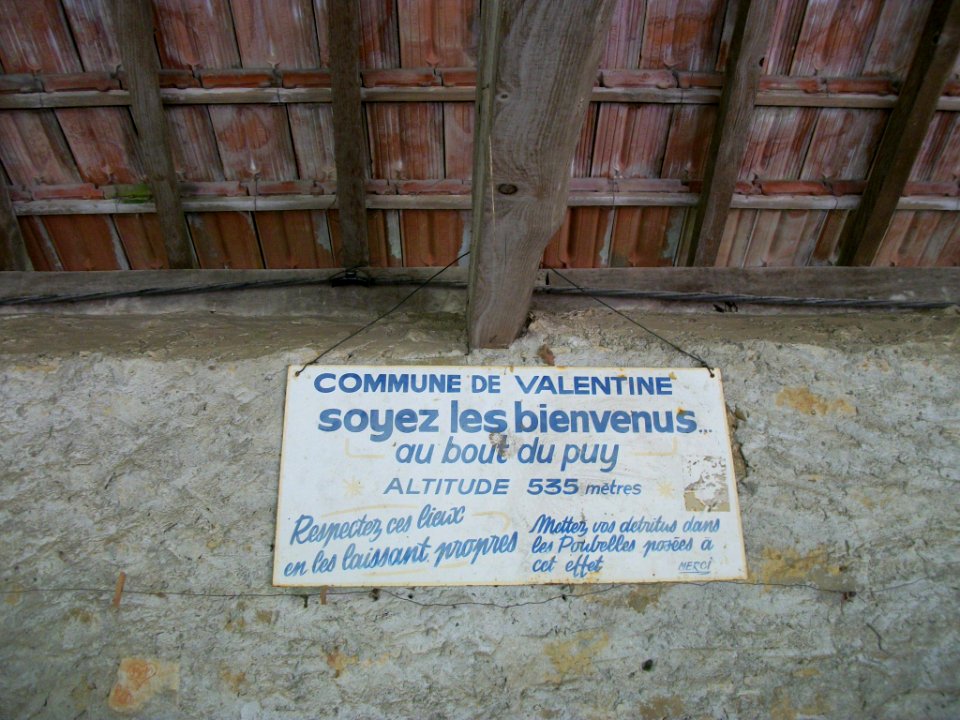 COMMUNE DE VALENTINE
soyez les bienvenus...
au bout du puy
ALTITUDE 535 mètres
Respectez ces lieux
en les laissant propres
Mettez vos detritus dans
les Poubelles posées a
cet effet
MERCI